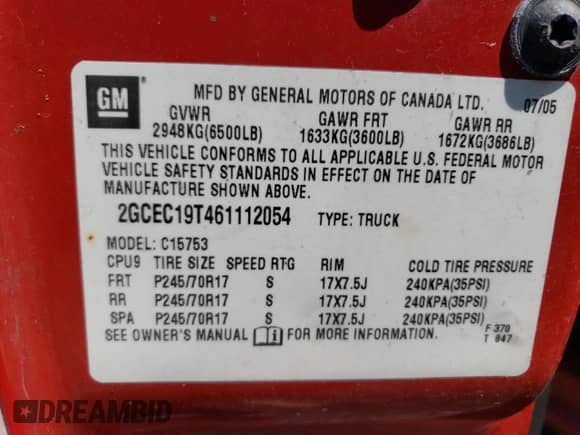 GM ® MFD BY GENERAL MOTORS OF CANADA LTD. 07/05
GVWR GAWR FRT GAWR RR
2948KG(6500LB) 1633KG(3600LB) 1672KG(3686LB)
THIS VEHICLE CONFORMS TO ALL APPLICABLE U.S. FEDERAL MOTOR
VEHICLE SAFETY STANDARDS IN EFFECT ON THE DATE OF
MANUFACTURE SHOWN ABOVE.
2GCEC19T461112054 TYPE: TRUCK
MODEL: C15753
CPU9 TIRE SIZE SPEED RTG RIM COLD TIRE PRESSURE
FRT P245/70R17 S 17X7.5J 240KPA(35PSI)
RR P245/70R17 S 17X7.5J 240KPA(35PSI)
SPA P245/70R17 S 17X7.5J 240KPA(35PSI)
SEE OWNER'S MANUAL FOR MORE INFORMATION.
F 370
T 847
DREAMBID